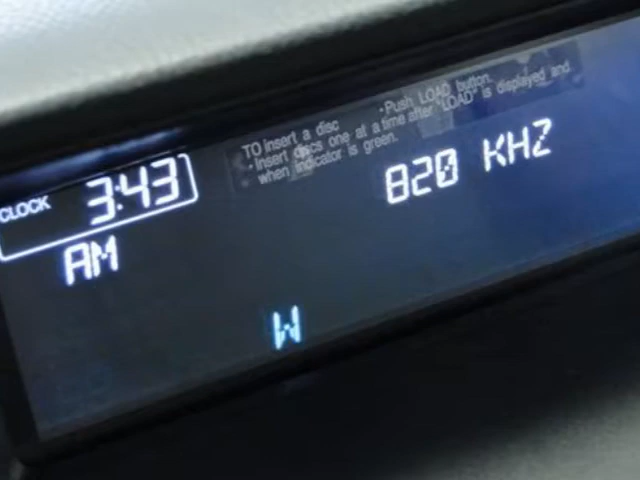 TO insert a disc
•Push LOAD button.
•Insert discs one at a time after "LOAD" is displayed and
when indicator is green.
CLOCK 3:43
820 KHZ
AM
W